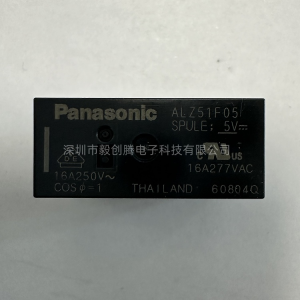 Panasonic ALZ51F05
SPULE: 5V⎓
深圳市毅创腾电子科技有限公司
16A250V~ 16A277VAC
COSφ=1 THAILAND 60804Q